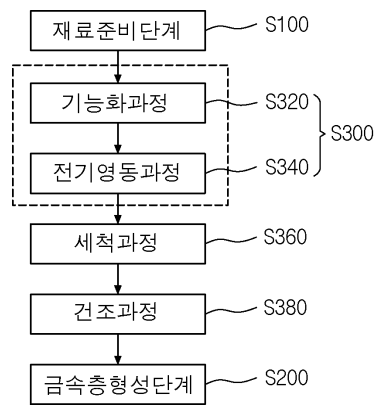 재료준비단계 S100
기능화과정 S320
S300
전기영동과정 S340
세척과정 S360
건조과정 S380
금속층형성단계 S200